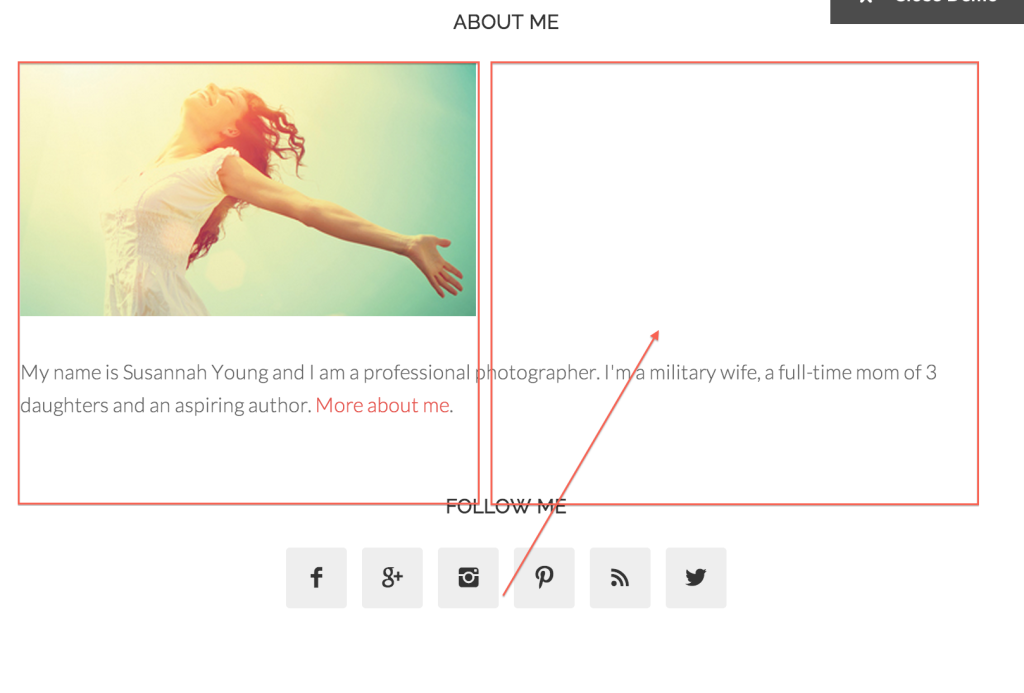 ABOUT ME
My name is Susannah Young and I am a professional photographer. I'm a military wife, a full-time mom of 3
daughters and an aspiring author. More about me.
FOLLOW ME